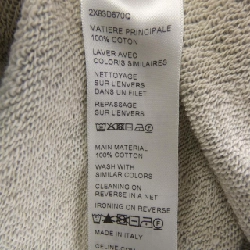 MATIERE PRINCIPALE
100% COTON
LAVER AVEC
COLORIS SIMILAIRES
NETTOYAGE
SUR L'ENVERS
DANS UN FILET
REPASSAGE
SUR L'ENVERS
MAIN MATERIAL
100% COTTON
WASH WITH
SIMILAR COLORS
CLEANING ON
REVERSE IN A NET
IRONING ON REVERSE
MADE IN ITALY